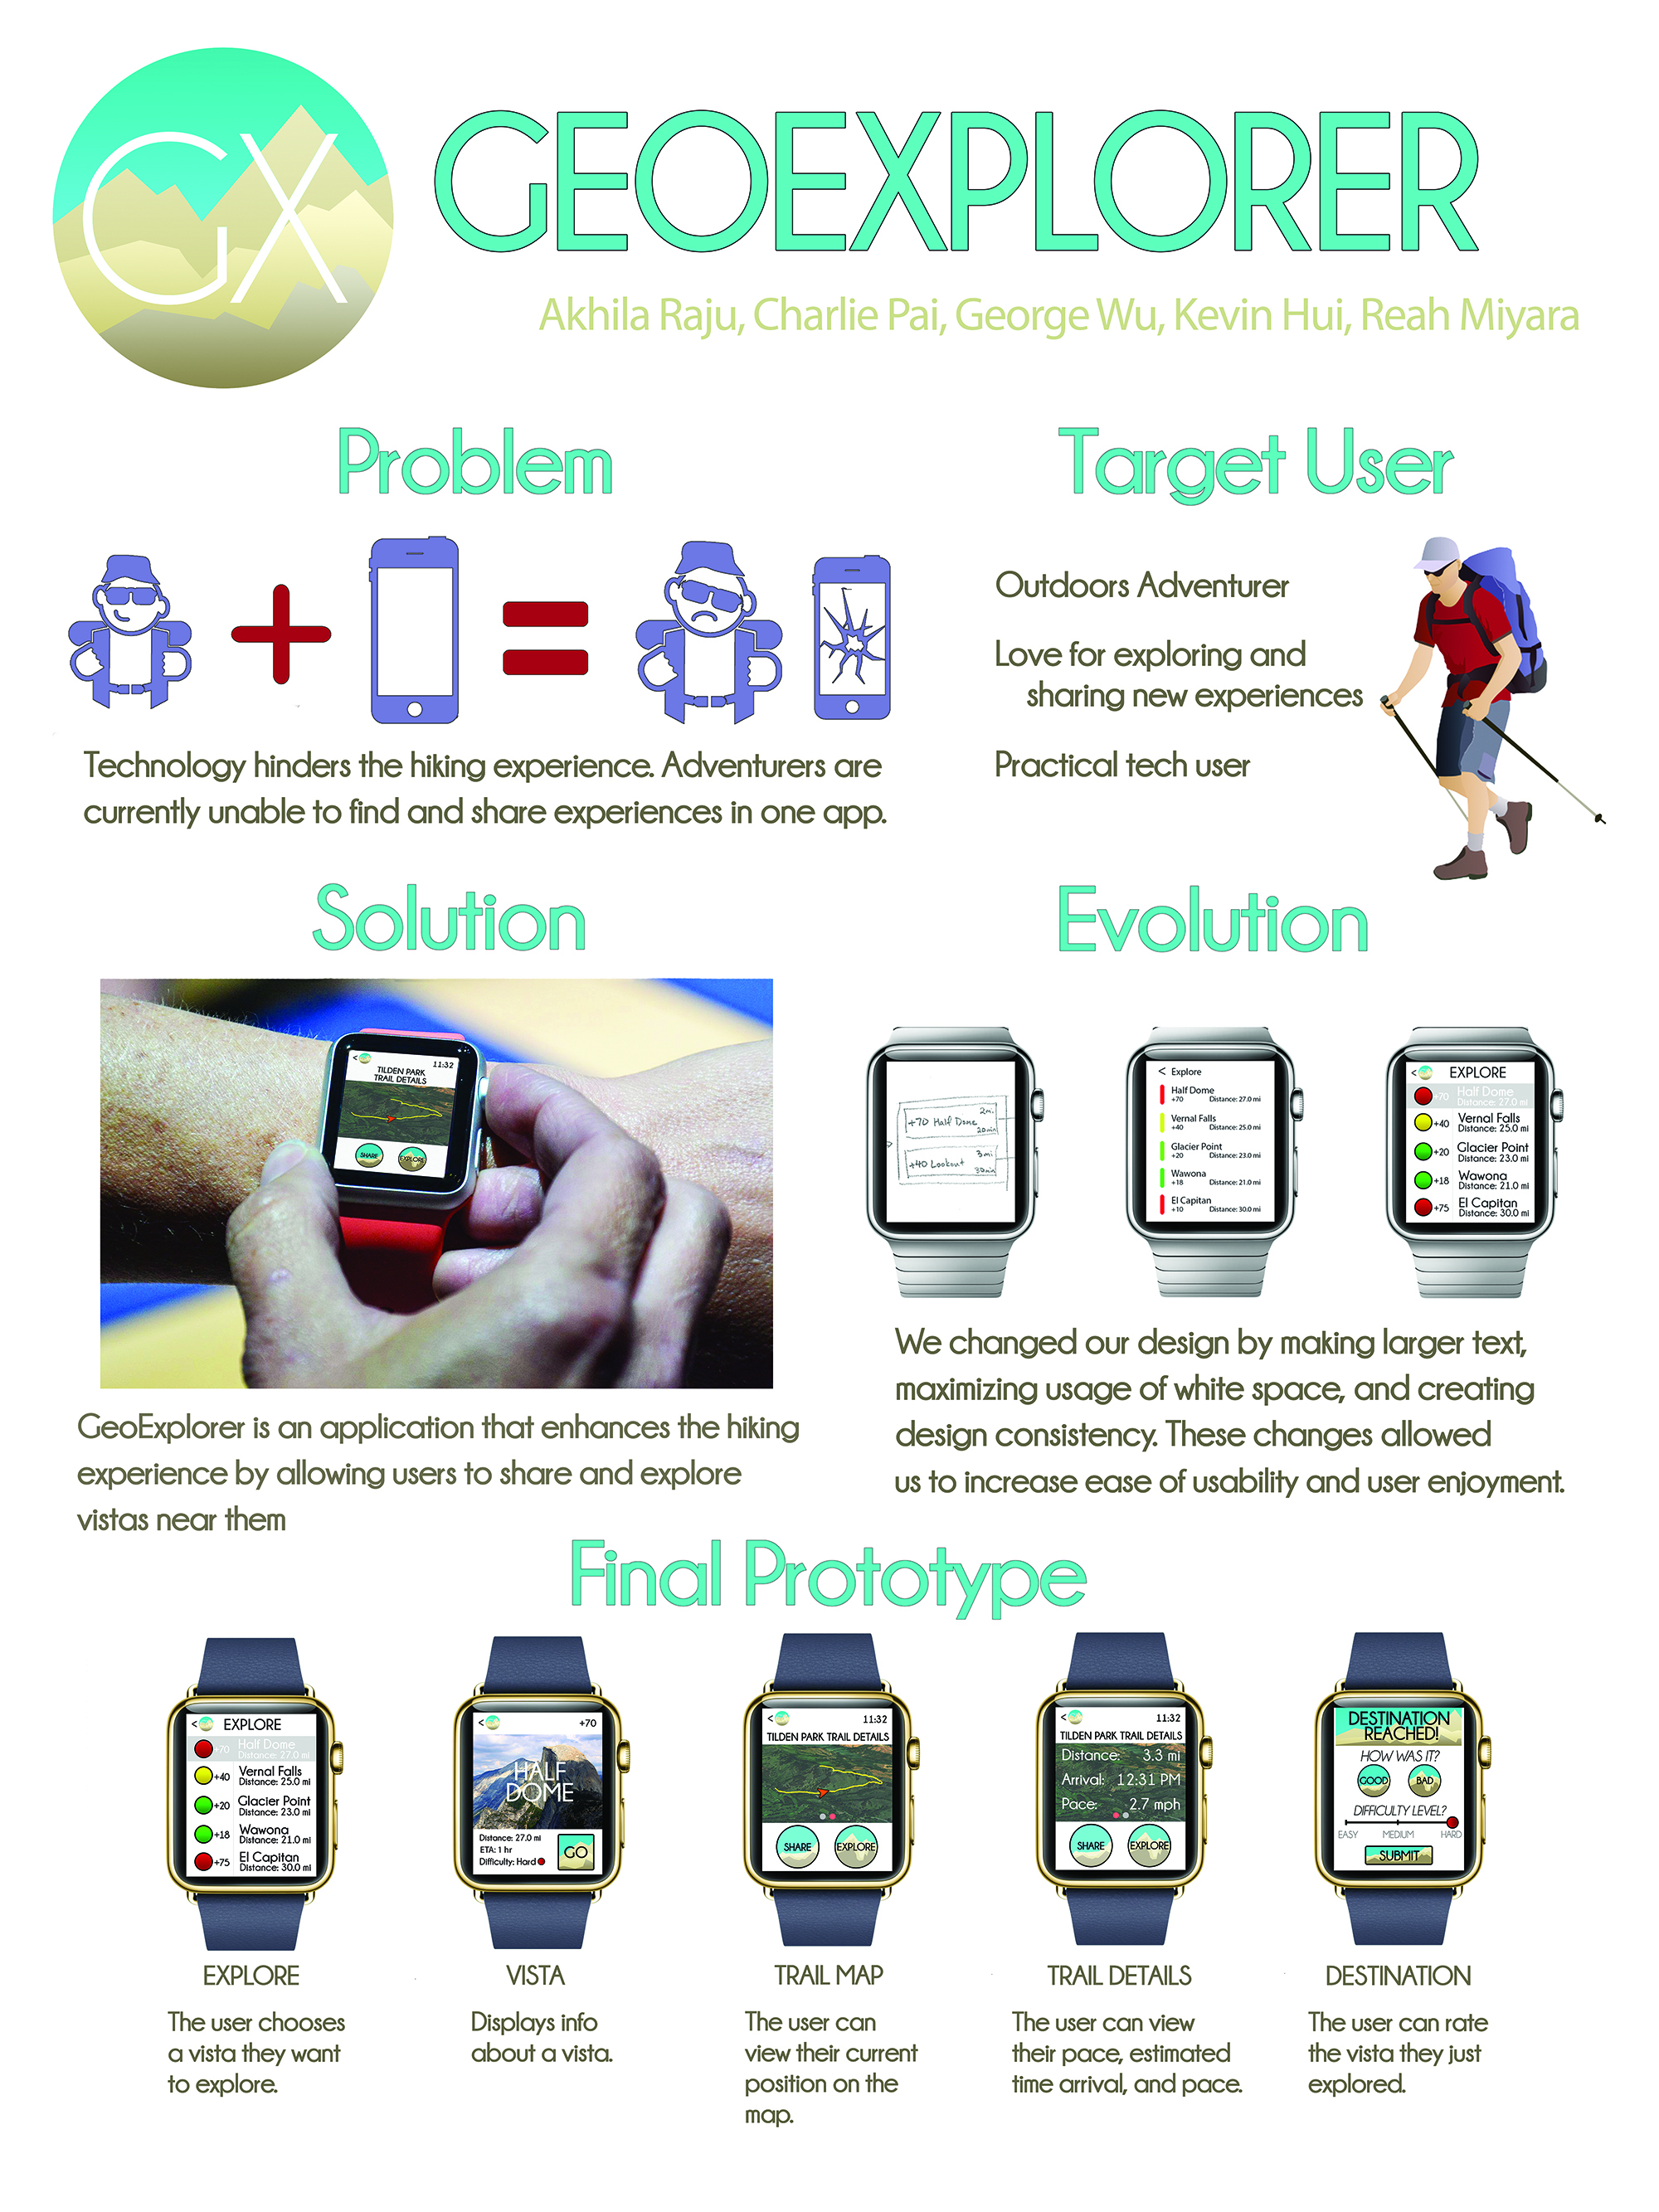 GX
GEOEXPLORER
Akhila Raju, Charlie Pai, George Wu, Kevin Hui, Reah Miyara
Problem
Technology hinders the hiking experience. Adventurers are
currently unable to find and share experiences in one app.
Target User
Outdoors Adventurer
Love for exploring and
sharing new experiences
Practical tech user
Solution
< 11:32
TILDEN PARK
TRAIL DETAILS
SHARE EXPLORE
GeoExplorer is an application that enhances the hiking
experience by allowing users to share and explore
vistas near them
Evolution
+70 Half Dome 2mi
20min
+40 Lookout 3mi
30min
< Explore
Half Dome
+70 Distance: 27.0 mi
Vernal Falls
+40 Distance: 25.0 mi
Glacier Point
+20 Distance: 23.0 mi
Wawona
+18 Distance: 21.0 mi
El Capitan
+10 Distance: 30.0 mi
< EXPLORE
+70 Half Dome
Distance: 27.0 mi
+40 Vernal Falls
Distance: 25.0 mi
+20 Glacier Point
Distance: 23.0 mi
+18 Wawona
Distance: 21.0 mi
+75 El Capitan
Distance: 30.0 mi
We changed our design by making larger text,
maximizing usage of white space, and creating
design consistency. These changes allowed
us to increase ease of usability and user enjoyment.
Final Prototype
< EXPLORE
+70 Half Dome
Distance: 27.0 mi
+40 Vernal Falls
Distance: 25.0 mi
+20 Glacier Point
Distance: 23.0 mi
+18 Wawona
Distance: 21.0 mi
+75 El Capitan
Distance: 30.0 mi
EXPLORE
The user chooses
a vista they want
to explore.
< +70
HALF
DOME
Distance: 27.0 mi
ETA: 1 hr
Difficulty: Hard
GO
VISTA
Displays info
about a vista.
< 11:32
TILDEN PARK TRAIL DETAILS
SHARE EXPLORE
TRAIL MAP
The user can
view their current
position on the
map.
< 11:32
TILDEN PARK TRAIL DETAILS
Distance: 3.3 mi
Arrival: 12:31 PM
Pace: 2.7 mph
SHARE EXPLORE
TRAIL DETAILS
The user can view
their pace, estimated
time arrival, and pace.
DESTINATION
REACHED!
HOW WAS IT?
GOOD BAD
DIFFICULTY LEVEL?
EASY MEDIUM HARD
SUBMIT
DESTINATION
The user can rate
the vista they just
explored.